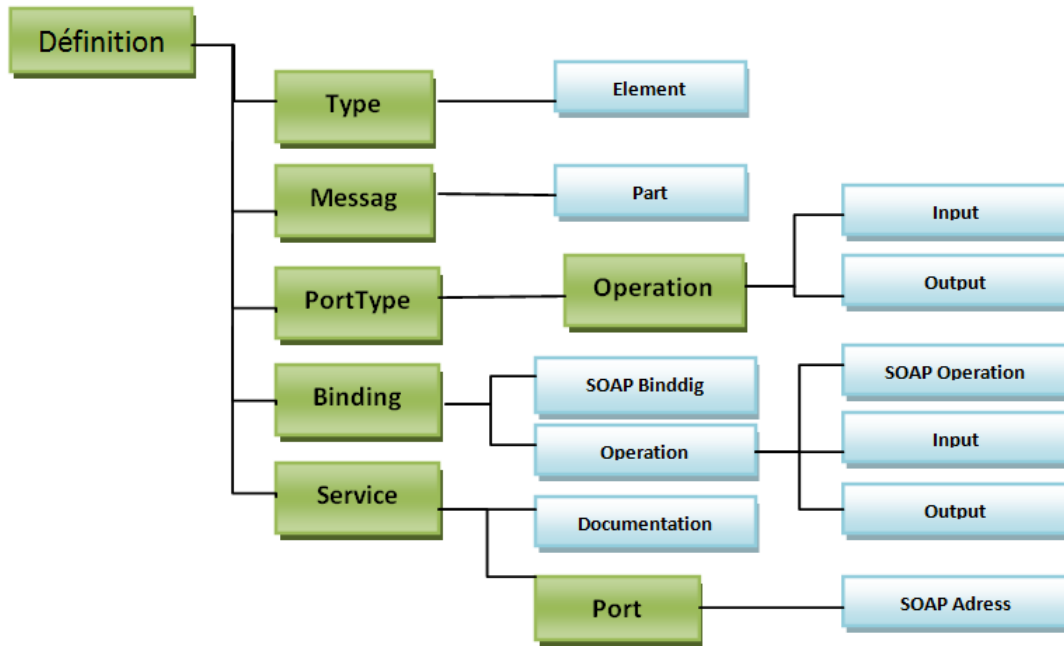 Définition
Type
Element
Messag
Part
Input
PortType
Operation
Output
Binding
SOAP Binddig
SOAP Operation
Operation
Input
Service
Documentation
Output
Port
SOAP Adress